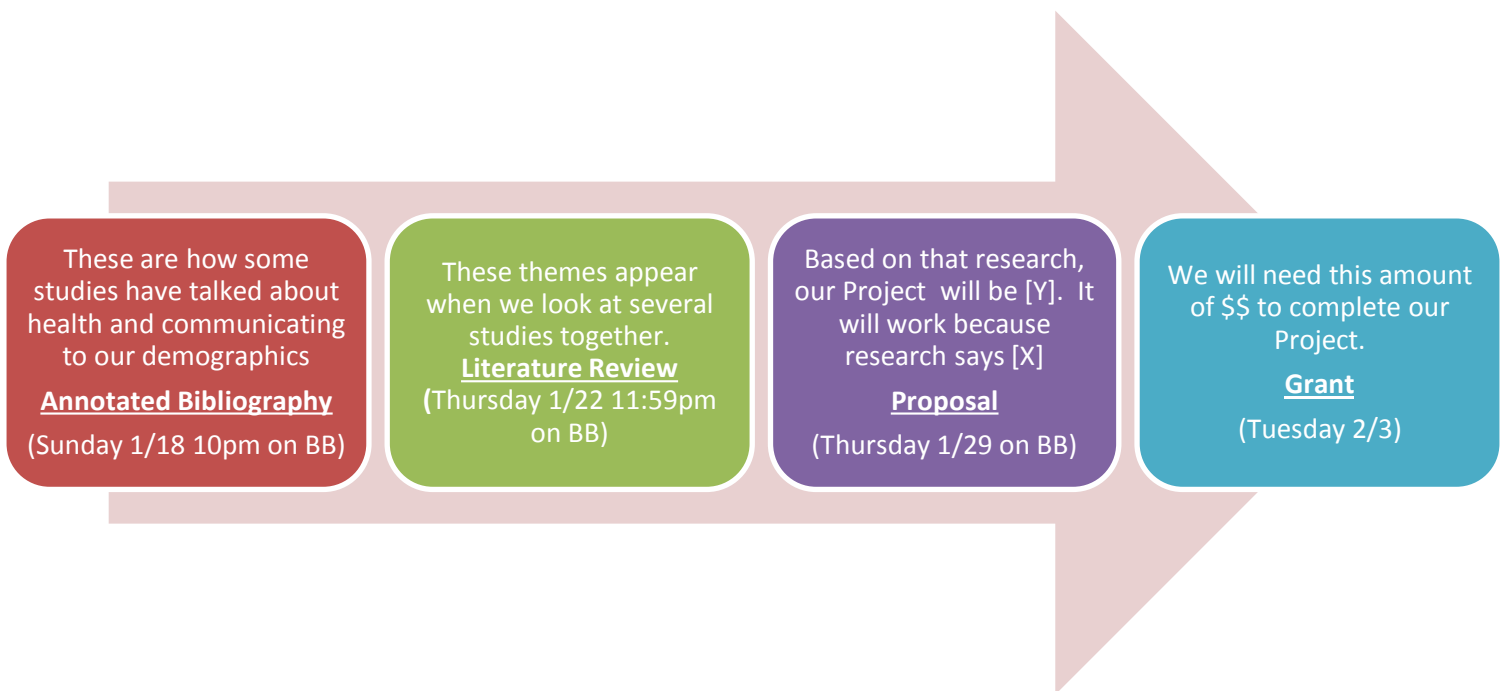 These are how some
studies have talked about
health and communicating
to our demographics
Annotated Bibliography
(Sunday 1/18 10pm on BB)
These themes appear
when we look at several
studies together.
Literature Review
(Thursday 1/22 11:59pm
on BB)
Based on that research,
our Project  will be [Y].  It
will work because
research says [X]
Proposal
(Thursday 1/29 on BB)
We will need this amount
of $$ to complete our
Project.
Grant
(Tuesday 2/3)